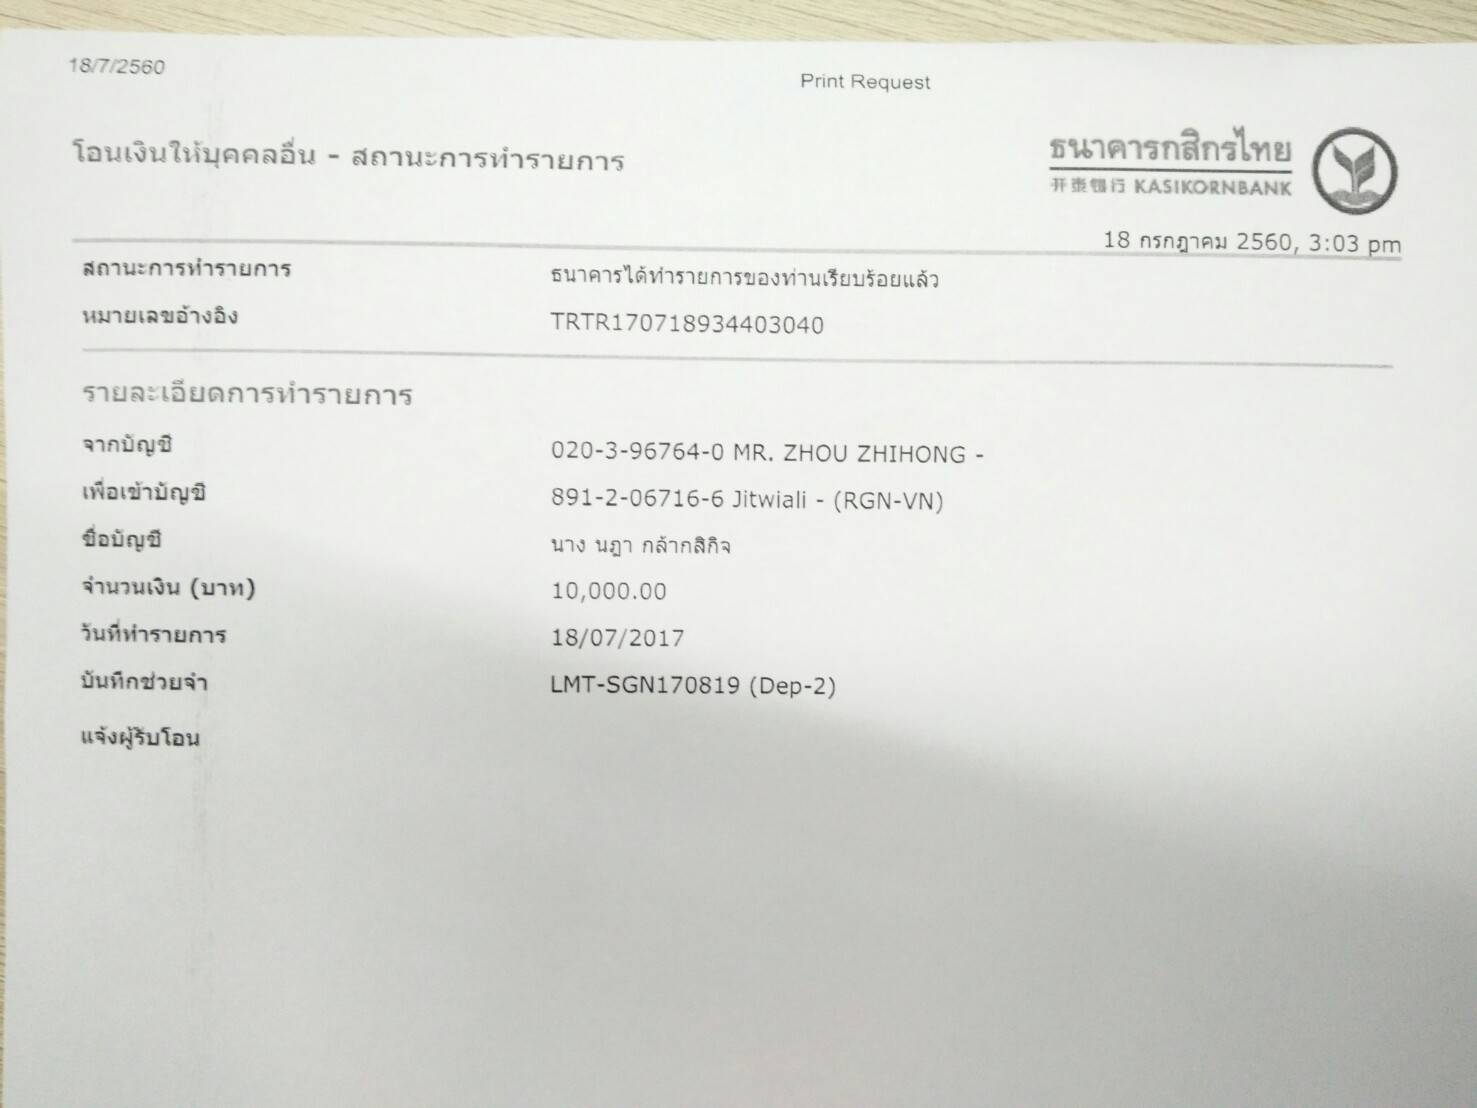 18/7/2560
Print Request
โอนเงินให้บุคคลอื่น - สถานะการทำรายการ
ธนาคารกสิกรไทย
开泰银行 KASIKORNBANK
18 กรกฎาคม 2560, 3:03 pm
สถานะการทำรายการ ธนาคารได้ทำรายการของท่านเรียบร้อยแล้ว
หมายเลขอ้างอิง TRTR170718934403040
รายละเอียดการทำรายการ
จากบัญชี 020-3-96764-0 MR. ZHOU ZHIHONG -
เพื่อเข้าบัญชี 891-2-06716-6 Jitwiali - (RGN-VN)
ชื่อบัญชี นาง นฎา กล้ากสิกิจ
จำนวนเงิน (บาท) 10,000.00
วันที่ทำรายการ 18/07/2017
บันทึกช่วยจำ LMT-SGN170819 (Dep-2)
แจ้งผู้รับโอน